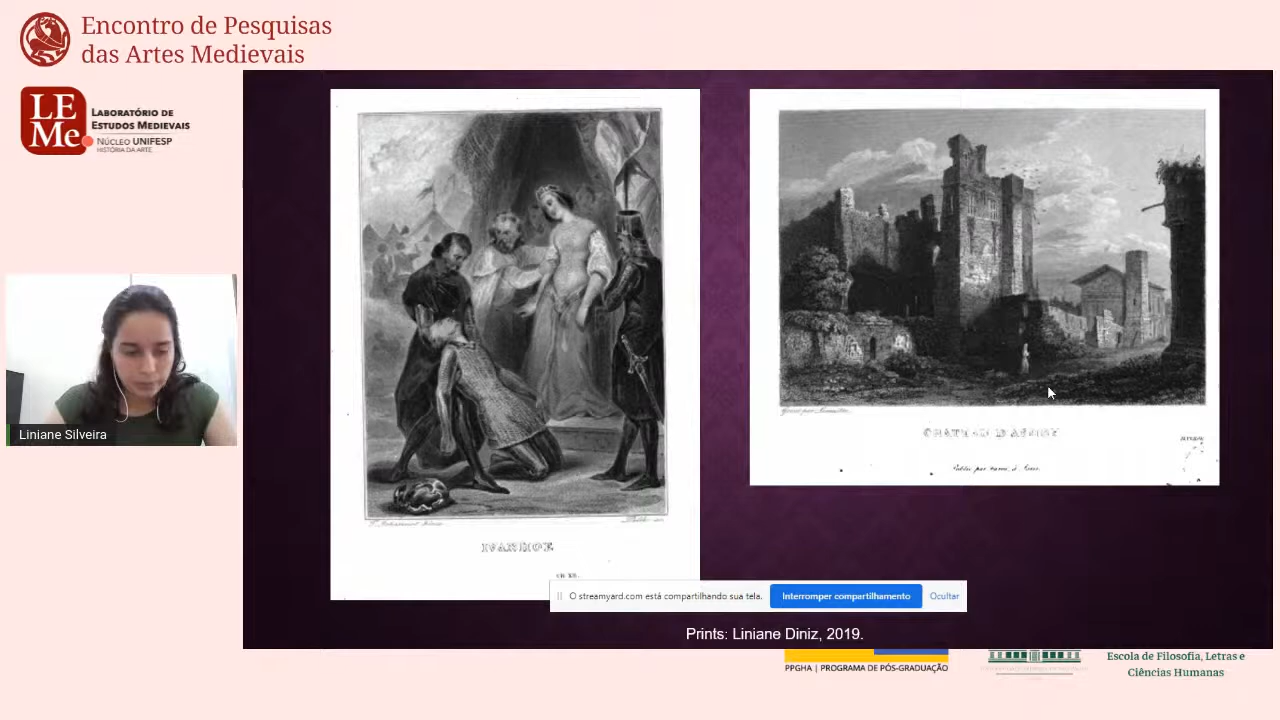 Encontro de Pesquisas
das Artes Medievais
LE
Me
LABORATÓRIO DE
ESTUDOS MEDIEVAIS
NÚCLEO UNIFESP
HISTÓRIA DA ARTE
Liniane Silveira
IVANHOE
CH. XII.
O streamyard.com está compartilhando sua tela.
Interromper compartilhamento
Ocultar
Prints: Liniane Diniz, 2019.
PPGHA | PROGRAMA DE PÓS-GRADUAÇÃO
Escola de Filosofia, Letras e
Ciências Humanas